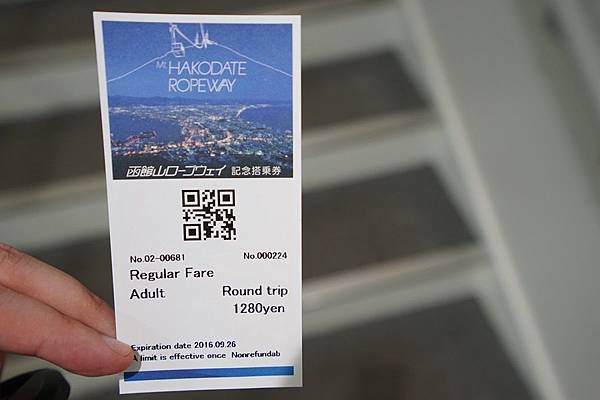 Mt. HAKODATE
ROPEWAY
函館山ロープウェイ 記念搭乗券
No.02-00681 No.000224
Regular Fare
Adult Round trip
1280yen
Expiration date 2016.09.26
A limit is effective once Nonrefundab